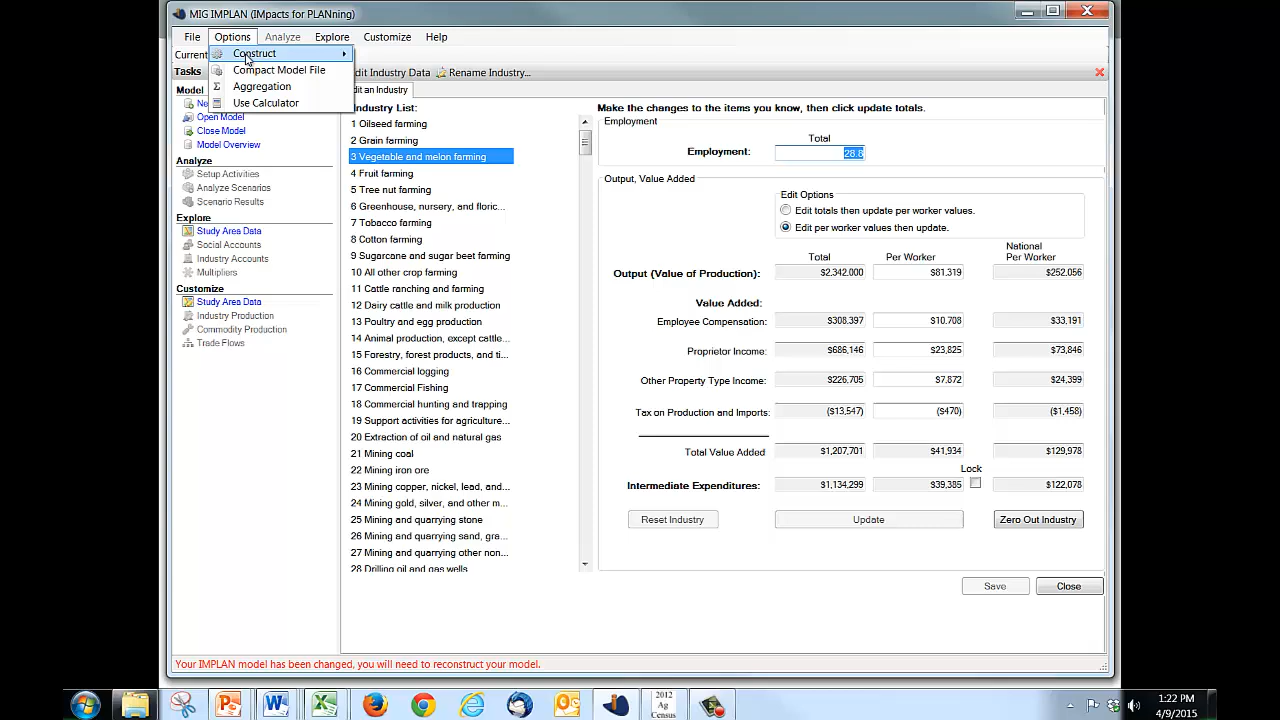 MIG IMPLAN (IMpacts for PLANning)
File Options Analyze Explore Customize Help
Current
Construct
Compact Model File
Aggregation
Use Calculator
Tasks
dit Industry Data Rename Industry...
Model
Ne
Open Model
Close Model
Model Overview
Analyze
Setup Activities
Analyze Scenarios
Scenario Results
Explore
Study Area Data
Social Accounts
Industry Accounts
Multipliers
Customize
Study Area Data
Industry Production
Commodity Production
Trade Flows
dit an Industry
Industry List:
1 Oilseed farming
2 Grain farming
3 Vegetable and melon farming
4 Fruit farming
5 Tree nut farming
6 Greenhouse, nursery, and floric...
7 Tobacco farming
8 Cotton farming
9 Sugarcane and sugar beet farming
10 All other crop farming
11 Cattle ranching and farming
12 Dairy cattle and milk production
13 Poultry and egg production
14 Animal production, except cattle...
15 Forestry, forest products, and ti...
16 Commercial logging
17 Commercial Fishing
18 Commercial hunting and trapping
19 Support activities for agriculture...
20 Extraction of oil and natural gas
21 Mining coal
22 Mining iron ore
23 Mining copper, nickel, lead, and...
24 Mining gold, silver, and other m...
25 Mining and quarrying stone
26 Mining and quarrying sand, gra...
27 Mining and quarrying other non...
28 Drilling oil and gas wells
Make the changes to the items you know, then click update totals.
Employment
Total
Employment: 28.8
Output, Value Added
Edit Options
Edit totals then update per worker values.
Edit per worker values then update.
Total Per Worker National Per Worker
Output (Value of Production): $2,342,000 $81,319 $252,056
Value Added:
Employee Compensation: $308,397 $10,708 $33,191
Proprietor Income: $686,146 $23,825 $73,846
Other Property Type Income: $226,705 $7,872 $24,399
Tax on Production and Imports: ($13,547) ($470) ($1,458)
Total Value Added $1,207,701 $41,934 $129,978
Lock
Intermediate Expenditures: $1,134,299 $39,385 $122,078
Reset Industry Update Zero Out Industry
Save Close
Your IMPLAN model has been changed, you will need to reconstruct your model.
2012 Ag Census
1:22 PM
4/9/2015